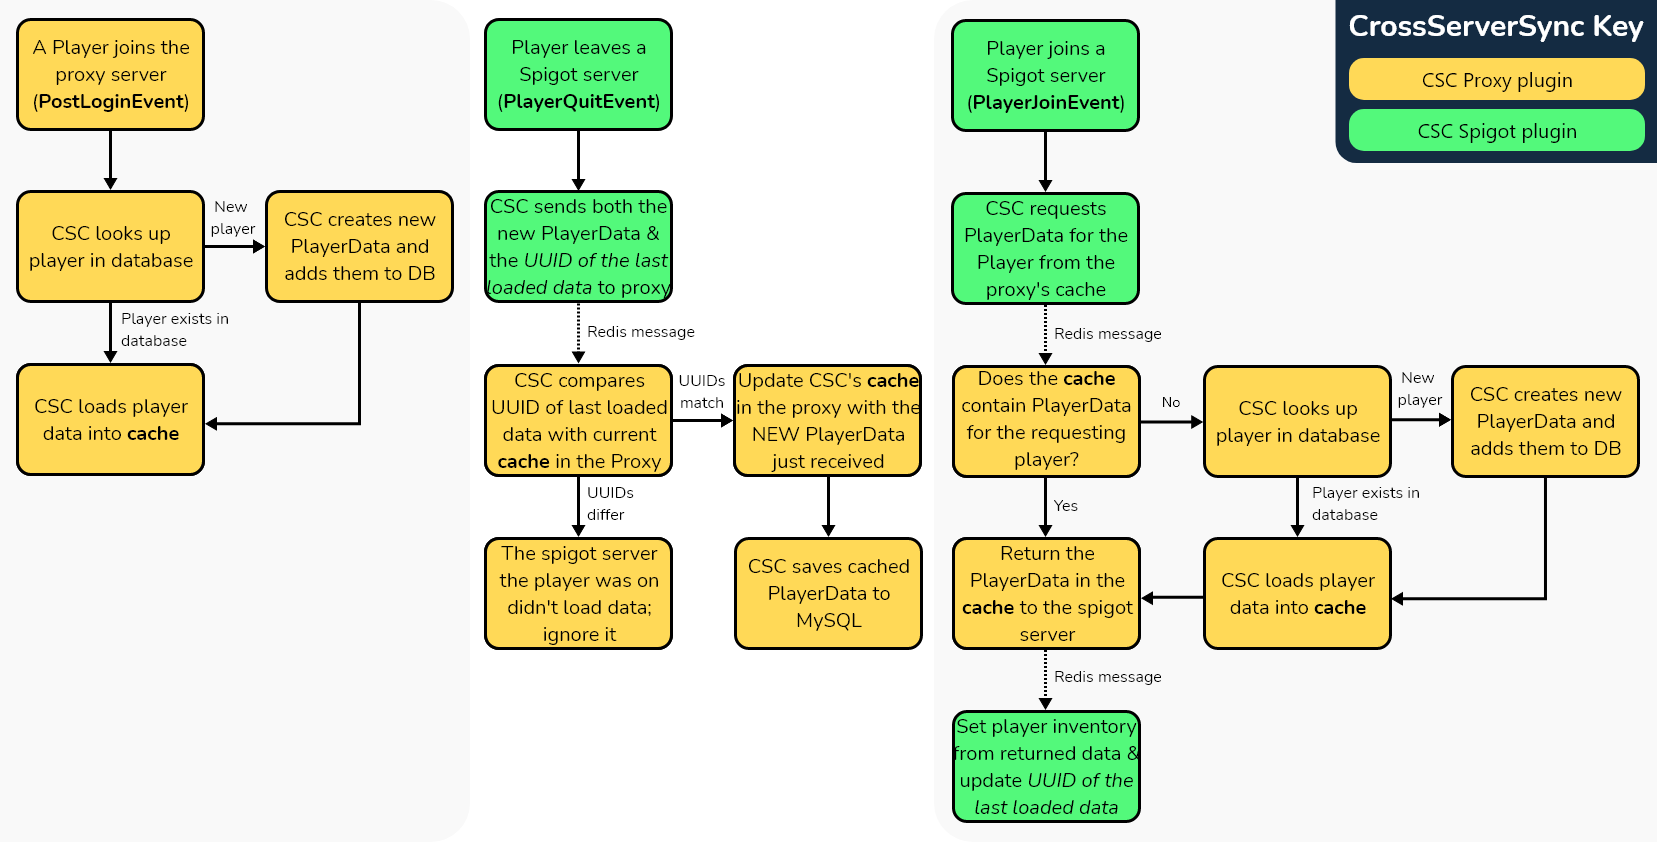 A Player joins the
proxy server
(PostLoginEvent)
CSC looks up
player in database
New
player
CSC creates new
PlayerData and
adds them to DB
Player exists in
database
CSC loads player
data into cache
Player leaves a
Spigot server
(PlayerQuitEvent)
CSC sends both the
new PlayerData &
the UUID of the last
loaded data to proxy
Redis message
CSC compares
UUID of last loaded
data with current
cache in the Proxy
UUIDs
match
Update CSC's cache
in the proxy with the
NEW PlayerData
just received
UUIDs
differ
The spigot server
the player was on
didn't load data;
ignore it
CSC saves cached
PlayerData to
MySQL
Player joins a
Spigot server
(PlayerJoinEvent)
CSC requests
PlayerData for the
Player from the
proxy's cache
Redis message
Does the cache
contain PlayerData
for the requesting
player?
No
CSC looks up
player in database
New
player
CSC creates new
PlayerData and
adds them to DB
Yes
Player exists in
database
Return the
PlayerData in the
cache to the spigot
server
CSC loads player
data into cache
Redis message
Set player inventory
from returned data &
update UUID of the
last loaded data
CrossServerSync Key
CSC Proxy plugin
CSC Spigot plugin